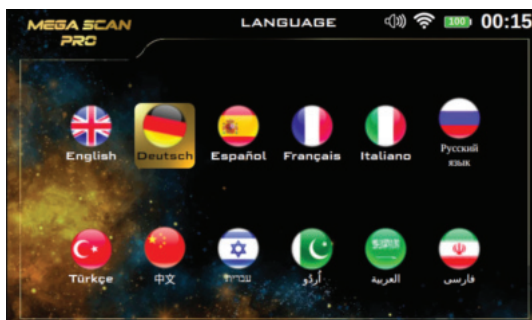 MEGA SCAN
PRO
LANGUAGE
100
00:15
English
Deutsch
Español
Français
Italiano
Русский
язык
Türkçe
中文
עברית
اُردُو
العربية
فارسی